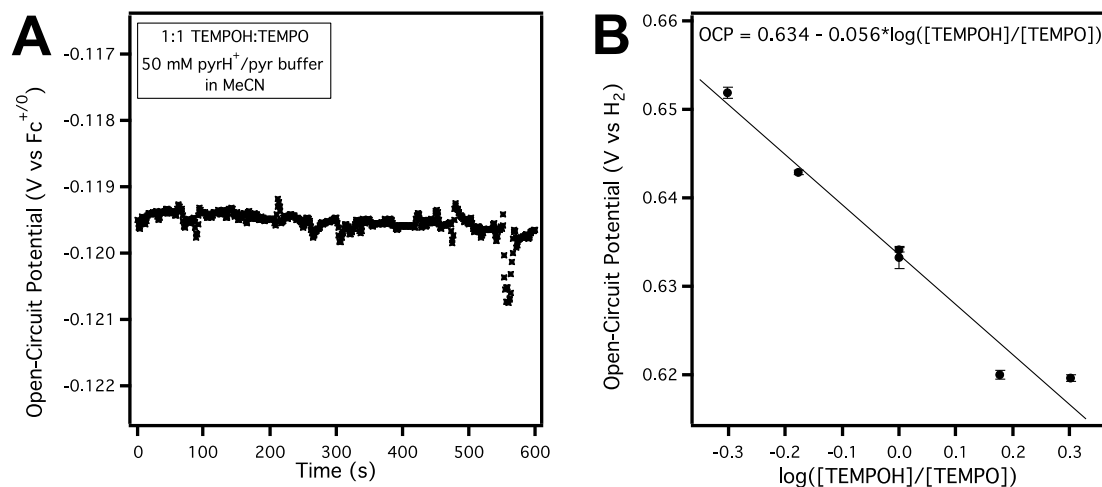 A
1:1 TEMPOH:TEMPO
50 mM pyrH⁺/pyr buffer
in MeCN
Open-Circuit Potential (V vs Fc⁺ᐟ⁰)
-0.117
-0.118
-0.119
-0.120
-0.121
-0.122
0
100
200
300
400
500
600
Time (s)
B
OCP = 0.634 - 0.056*log([TEMPOH]/[TEMPO])
Open-Circuit Potential (V vs H₂)
0.66
0.65
0.64
0.63
0.62
-0.3
-0.2
-0.1
0.0
0.1
0.2
0.3
log([TEMPOH]/[TEMPO])